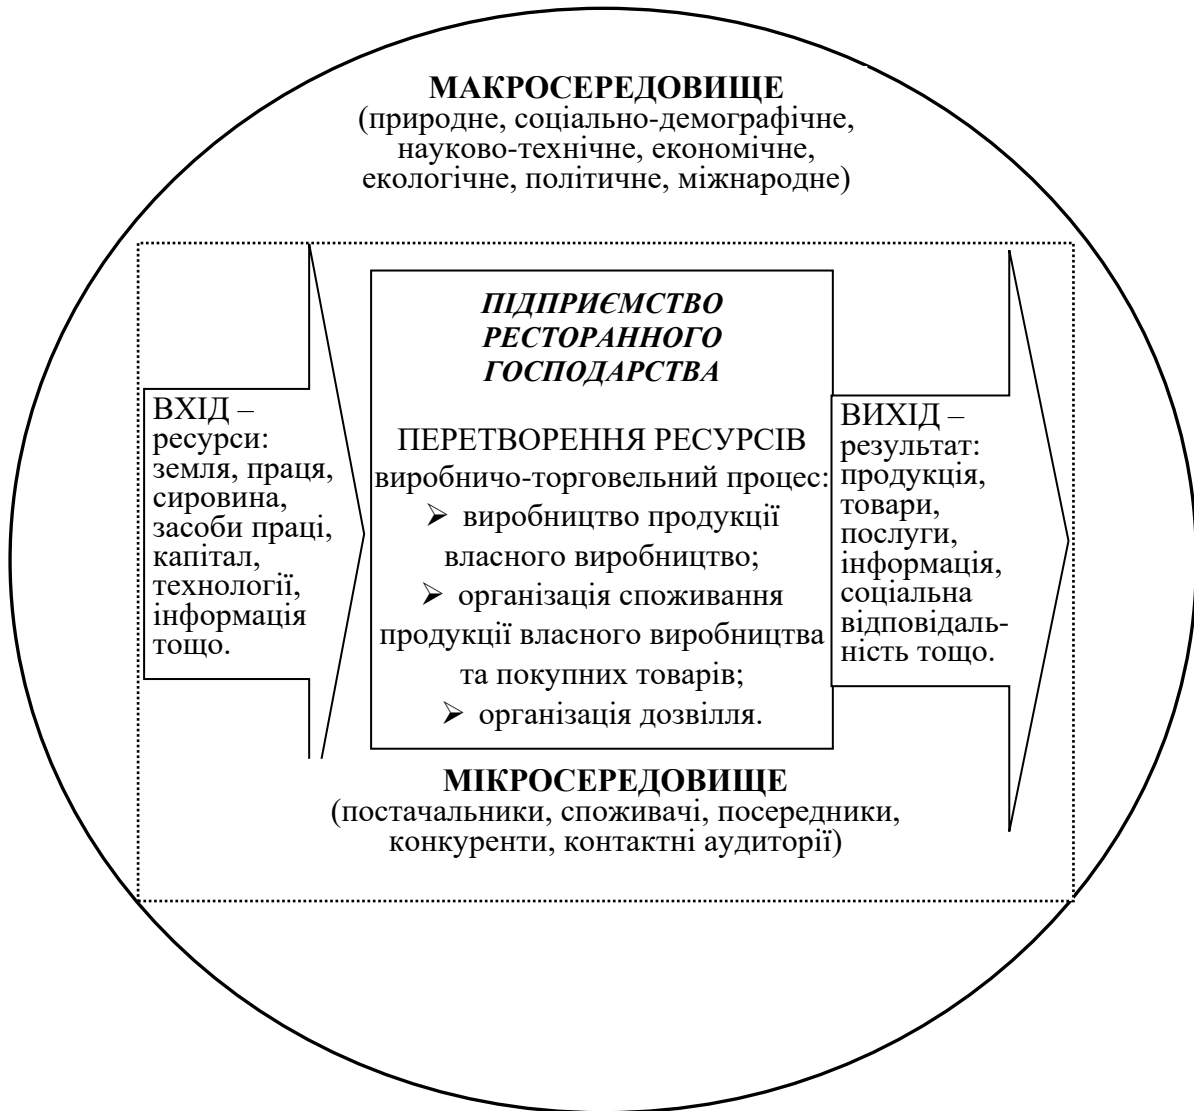 МАКРОСЕРЕДОВИЩЕ
(природне, соціально-демографічне,
науково-технічне, економічне,
екологічне, політичне, міжнародне)
ВХІД –
ресурси:
земля, праця,
сировина,
засоби праці,
капітал,
технології,
інформація
тощо.
ПІДПРИЄМСТВО
РЕСТОРАННОГО
ГОСПОДАРСТВА
ПЕРЕТВОРЕННЯ РЕСУРСІВ
виробничо-торговельний процес:
➢ виробництво продукції
власного виробництво;
➢ організація споживання
продукції власного виробництва
та покупних товарів;
➢ організація дозвілля.
ВИХІД –
результат:
продукція,
товари,
послуги,
інформація,
соціальна
відповідаль-
ність тощо.
МІКРОСЕРЕДОВИЩЕ
(постачальники, споживачі, посередники,
конкуренти, контактні аудиторії)